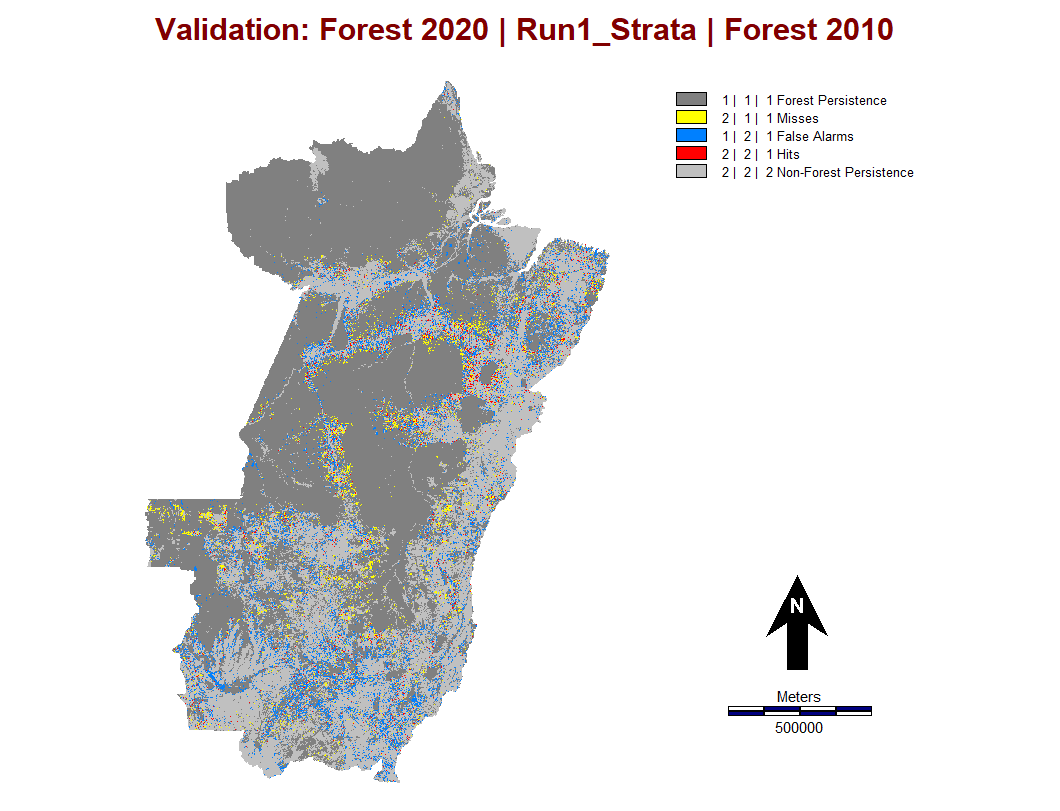 Validation: Forest 2020 | Run1_Strata | Forest 2010
1 | 1 | 1 Forest Persistence
2 | 1 | 1 Misses
1 | 2 | 1 False Alarms
2 | 2 | 1 Hits
2 | 2 | 2 Non-Forest Persistence
N
Meters
500000